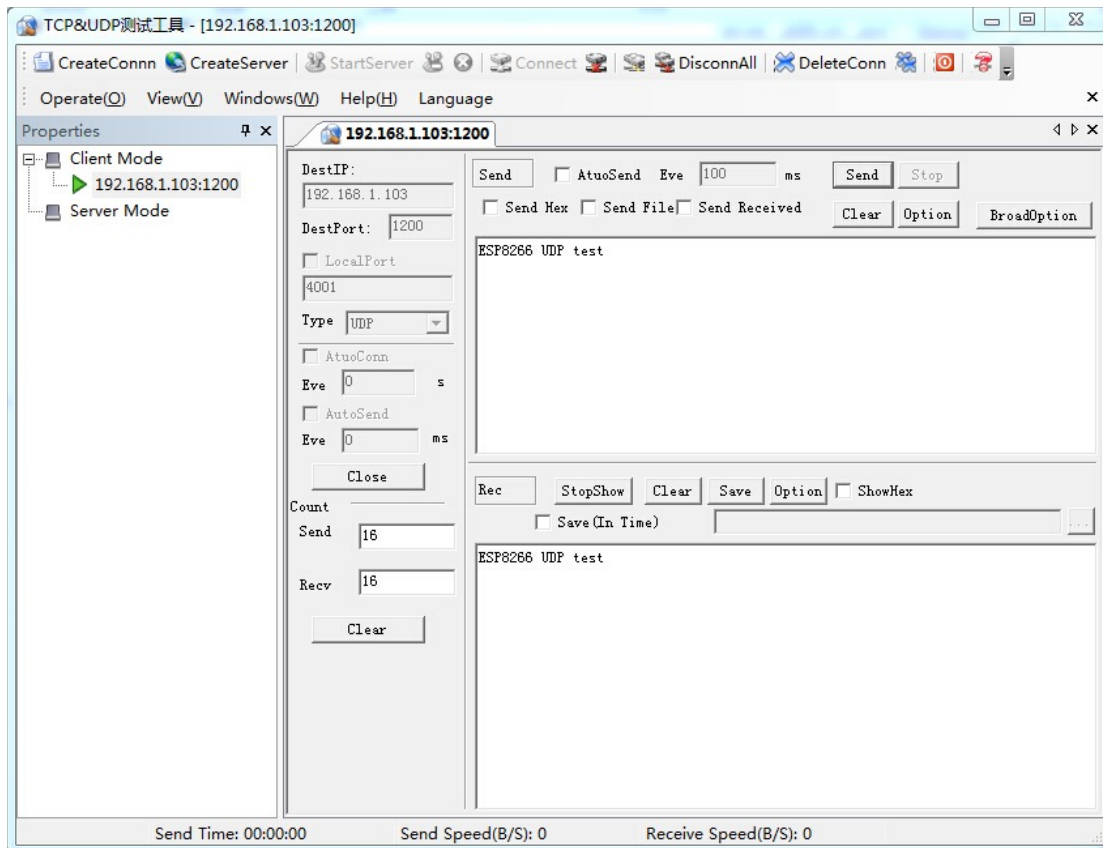 TCP&UDP测试工具 - [192.168.1.103:1200]
CreateConnn CreateServer StartServer Connect DisconnAll DeleteConn
Operate(O) View(V) Windows(W) Help(H) Language
Properties
192.168.1.103:1200
Client Mode
192.168.1.103:1200
Server Mode
DestIP:
192.168.1.103
DestPort: 1200
LocalPort
4001
Type UDP
AtuoConn
Eve 0 s
AutoSend
Eve 0 ms
Close
Count
Send 16
Recv 16
Clear
Send AtuoSend Eve 100 ms Send Stop
Send Hex Send File Send Received Clear Option BroadOption
ESP8266 UDP test
Rec StopShow Clear Save Option ShowHex
Save(In Time) ...
ESP8266 UDP test
Send Time: 00:00:00 Send Speed(B/S): 0 Receive Speed(B/S): 0